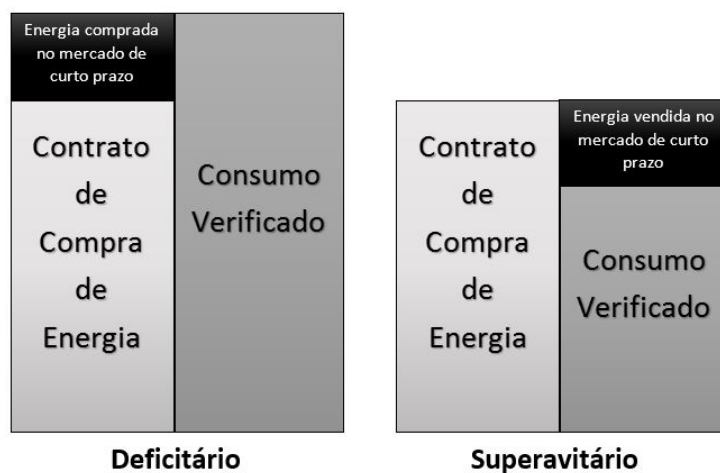 Energia comprada
no mercado de
curto prazo
Contrato
de
Compra
de
Energia
Consumo
Verificado
Deficitário
Contrato
de
Compra
de
Energia
Energia vendida no
mercado de curto
prazo
Consumo
Verificado
Superavitário